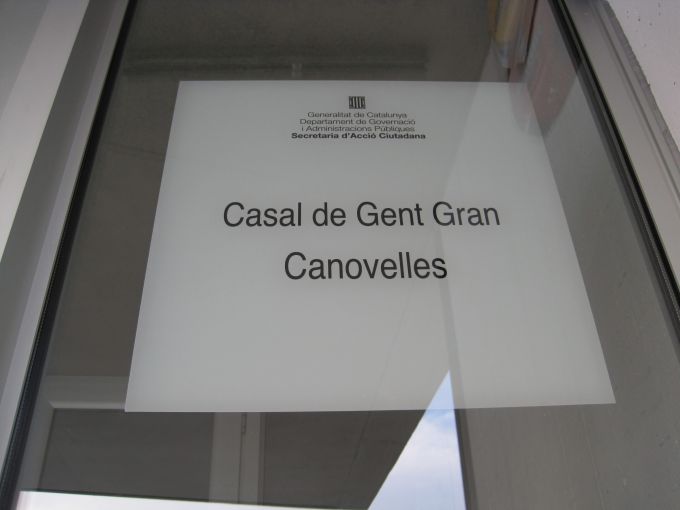 Generalitat de Catalunya
Departament de Governació
i Administracions Públiques
Secretaria d'Acció Ciutadana
Casal de Gent Gran
Canovelles